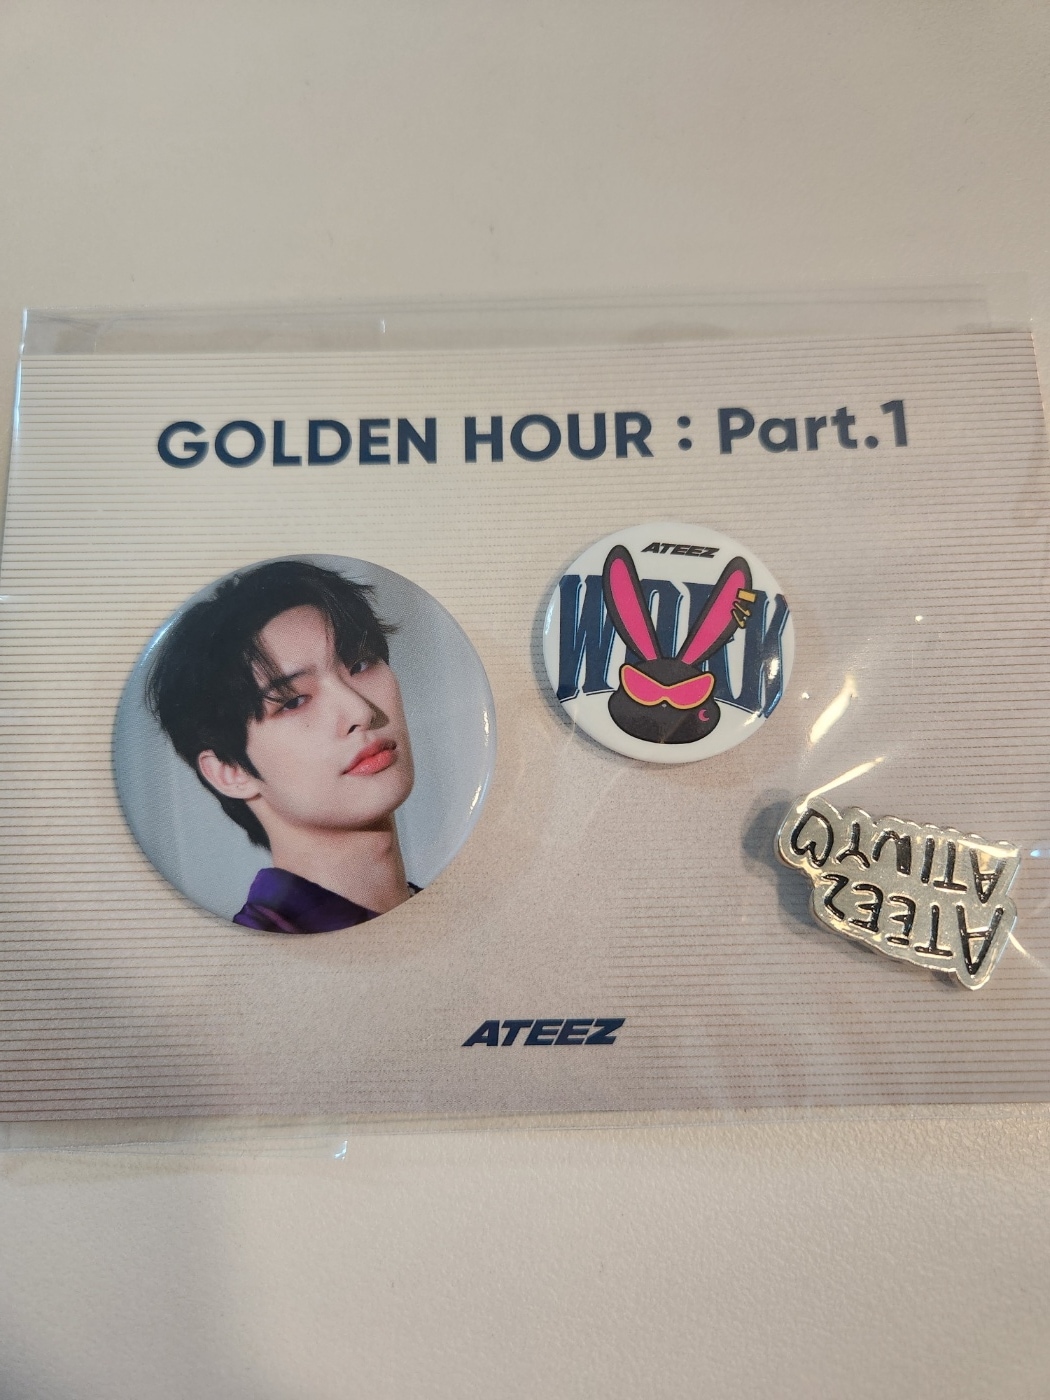 GOLDEN HOUR : Part.1
ATEEZ
WORK
ATEEZ
ATINY
ATEEZ